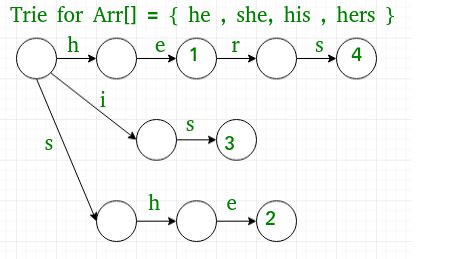 Trie for Arr[] = { he , she, his , hers }
h e 1 r s 4
i
s 3
s
h e 2